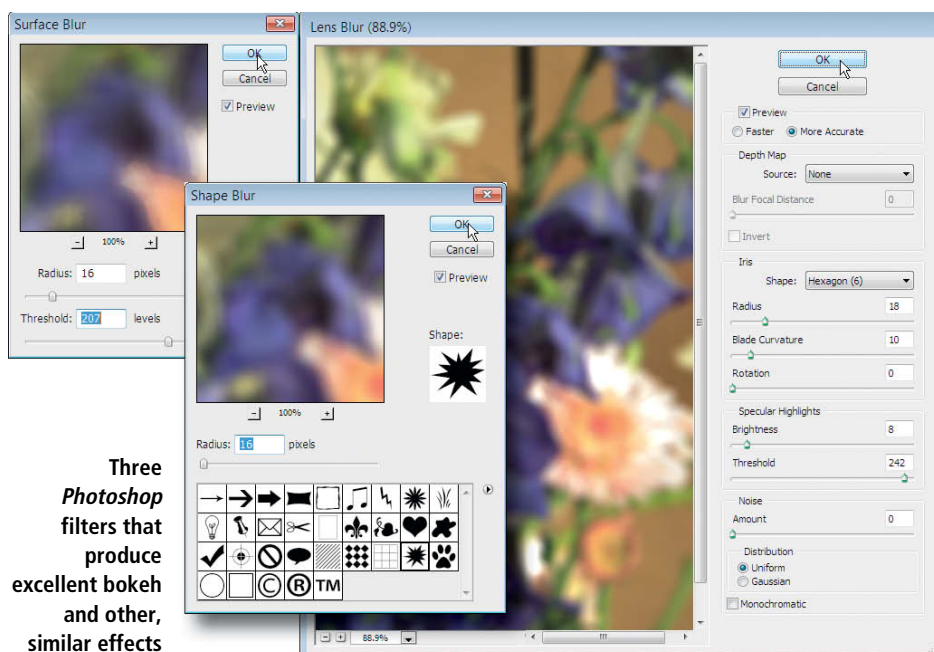 Surface Blur
OK
Cancel
Preview
100%
Radius: 16 pixels
Threshold: 207 levels
Shape Blur
OK
Cancel
Preview
Shape:
100%
Radius: 16 pixels
© ® TM
Lens Blur (88.9%)
88.9%
OK
Cancel
Preview
Faster More Accurate
Depth Map
Source: None
Blur Focal Distance 0
Invert
Iris
Shape: Hexagon (6)
Radius 18
Blade Curvature 10
Rotation 0
Specular Highlights
Brightness 8
Threshold 242
Noise
Amount 0
Distribution
Uniform
Gaussian
Monochromatic
Three
Photoshop
filters that
produce
excellent bokeh
and other,
similar effects